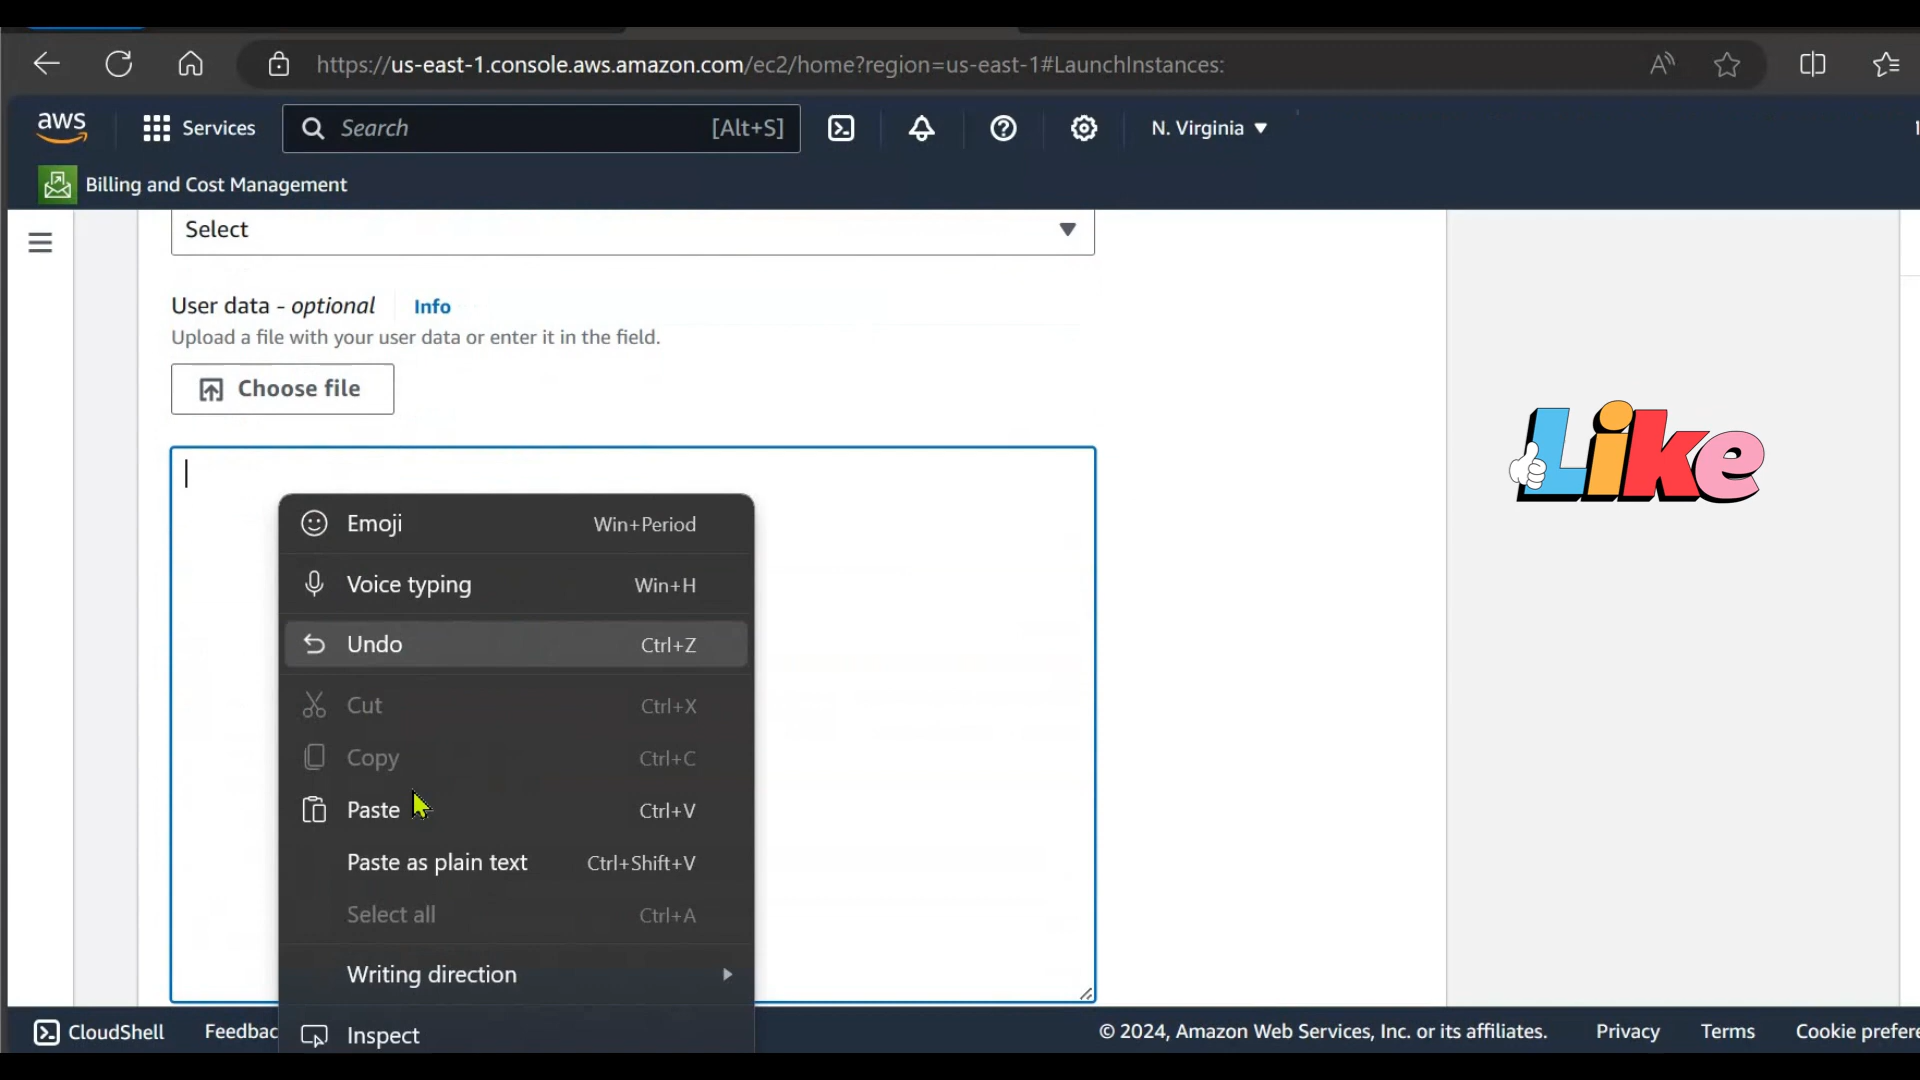 https://us-east-1.console.aws.amazon.com/ec2/home?region=us-east-1#LaunchInstances:
aws
Services
Search
[Alt+S]
N. Virginia
Billing and Cost Management
Select
User data - optional
Info
Upload a file with your user data or enter it in the field.
Choose file
Like
Emoji Win+Period
Voice typing Win+H
Undo Ctrl+Z
Cut Ctrl+X
Copy Ctrl+C
Paste Ctrl+V
Paste as plain text Ctrl+Shift+V
Select all Ctrl+A
Writing direction
Inspect
CloudShell
Feedbac
© 2024, Amazon Web Services, Inc. or its affiliates.
Privacy
Terms
Cookie prefere